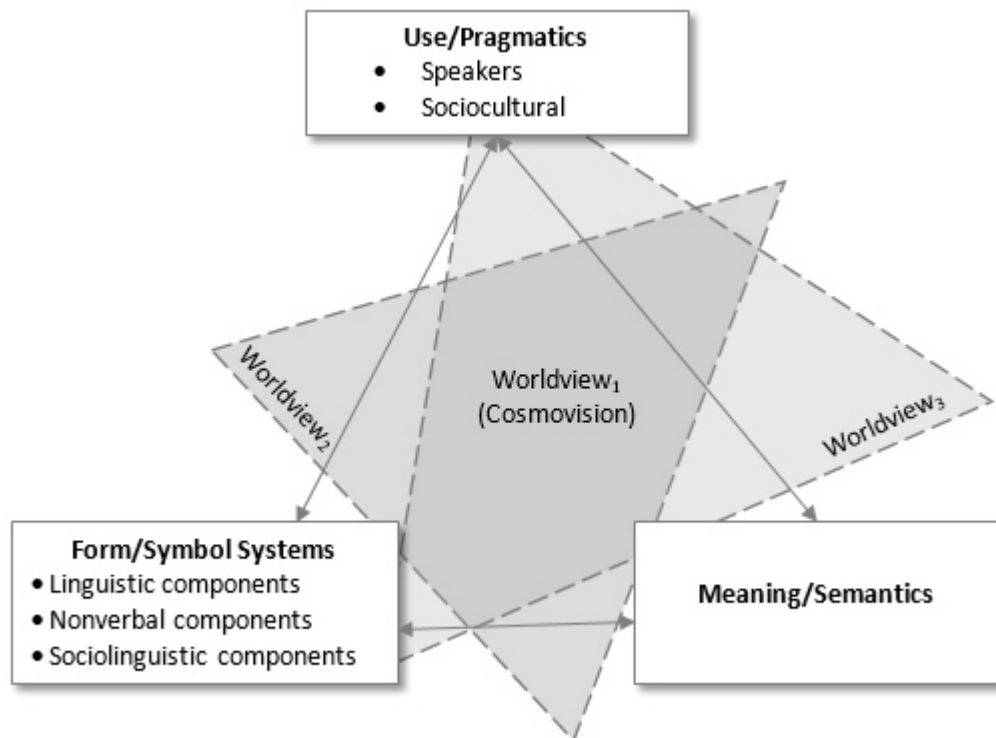 Use/Pragmatics
• Speakers
• Sociocultural
Worldview₂
Worldview₁
(Cosmovision)
Worldview₃
Form/Symbol Systems
• Linguistic components
• Nonverbal components
• Sociolinguistic components
Meaning/Semantics